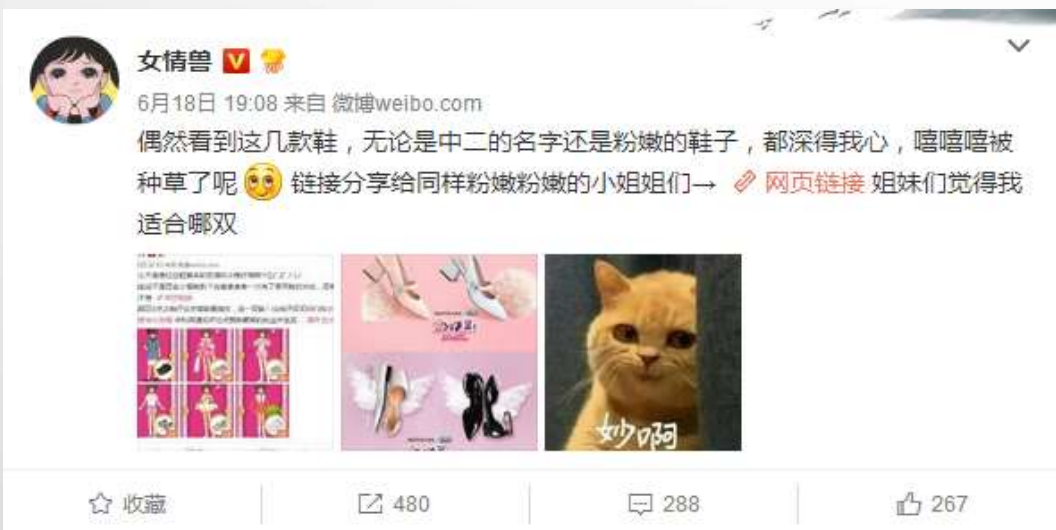 女情兽
6月18日 19:08 来自 微博weibo.com
偶然看到这几款鞋，无论是中二的名字还是粉嫩的鞋子，都深得我心，嘻嘻嘻被
种草了呢 链接分享给同样粉嫩粉嫩的小姐姐们→ 网页链接 姐妹们觉得我
适合哪双
妙啊
收藏
480
288
267